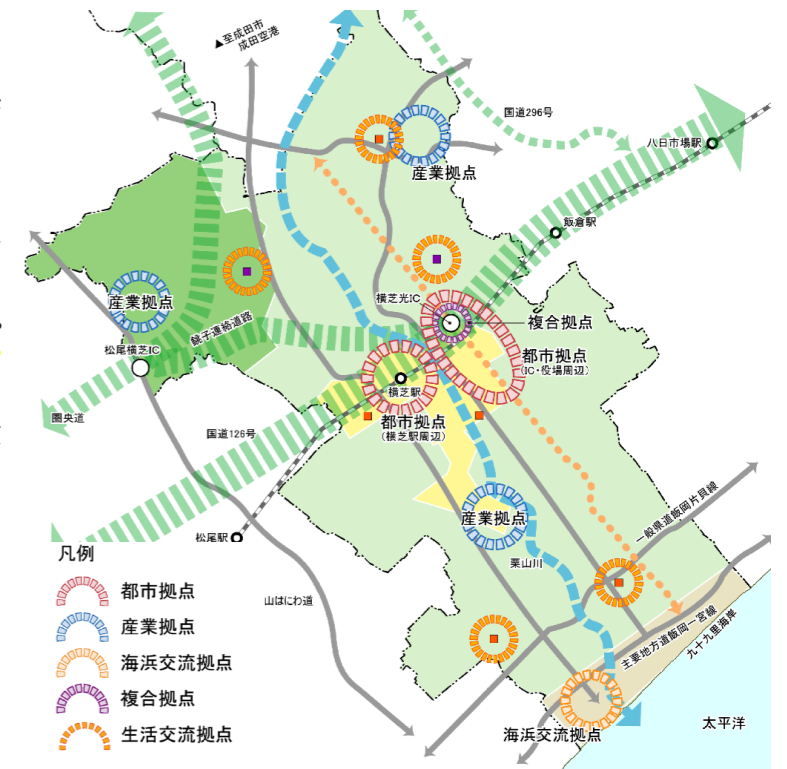 ▲至成田市
成田空港
国道296号
八日市場駅
産業拠点
飯倉駅
横芝光IC
産業拠点
複合拠点
銚子連絡道路
松尾横芝IC
都市拠点
(IC・役場周辺)
横芝駅
圏央道
都市拠点
(横芝駅周辺)
国道126号
産業拠点
一般県道飯岡片貝線
松尾駅
凡例
栗山川
都市拠点
山はにわ道
産業拠点
主要地方道飯岡一宮線
九十九里海岸
海浜交流拠点
複合拠点
太平洋
生活交流拠点
海浜交流拠点